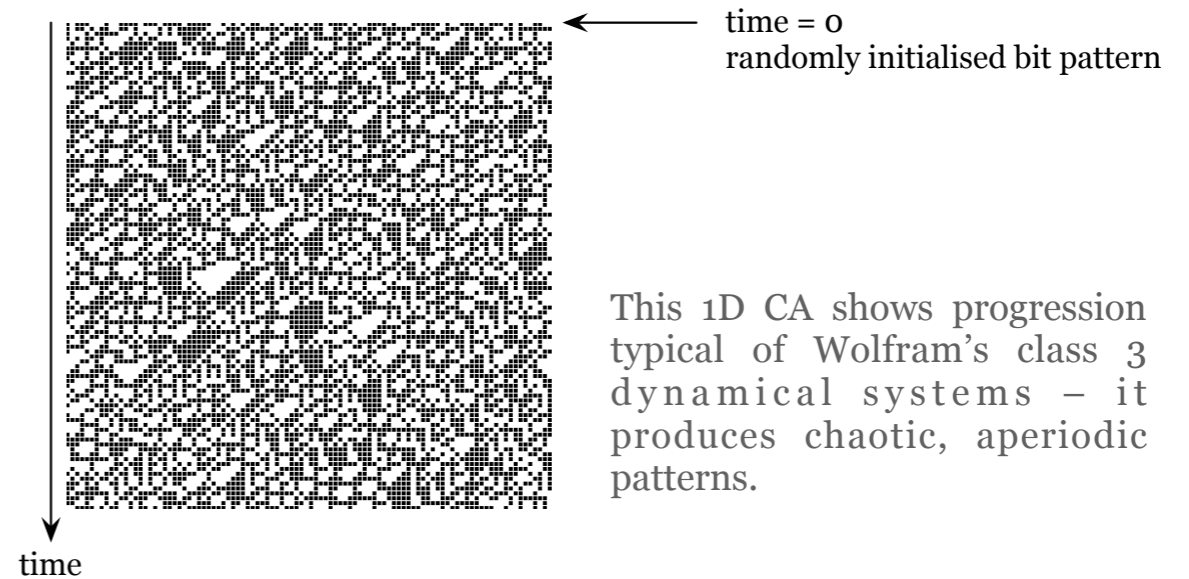 time = 0
randomly initialised bit pattern
This 1D CA shows progression
typical of Wolfram’s class 3
dynamical systems – it
produces chaotic, aperiodic
patterns.
time